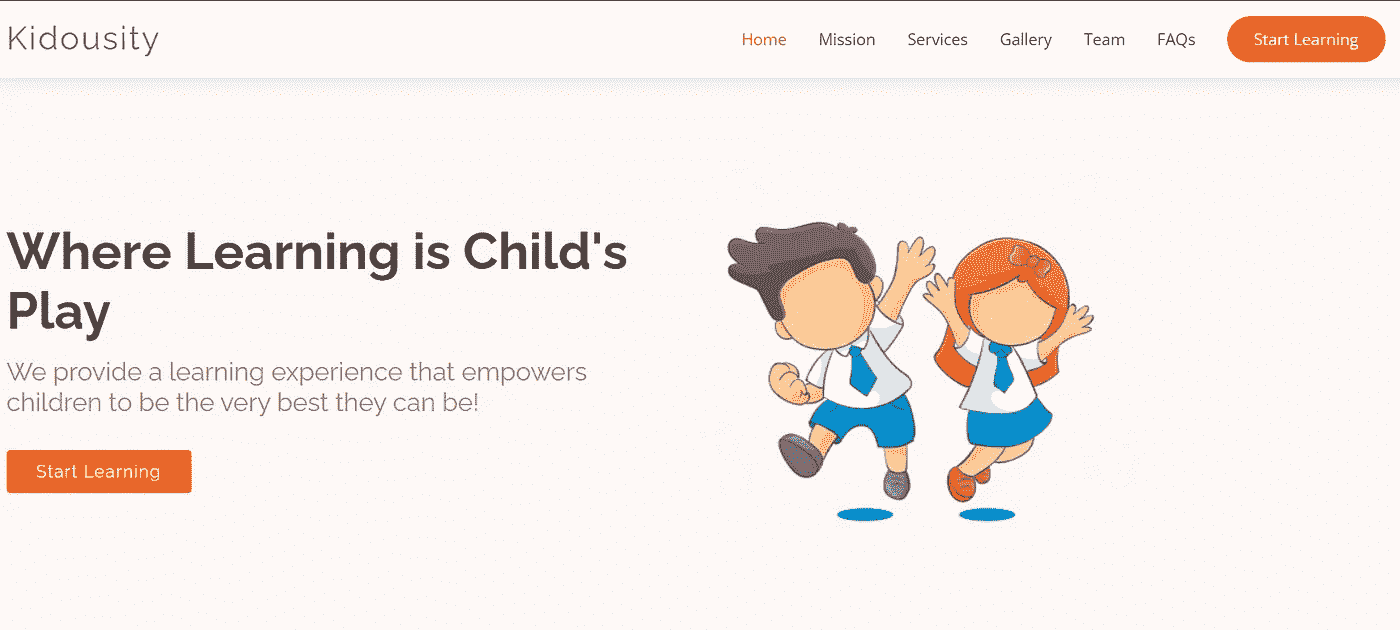 Kidousity
Home Mission Services Gallery Team FAQs Start Learning
Where Learning is Child's
Play
We provide a learning experience that empowers
children to be the very best they can be!
Start Learning